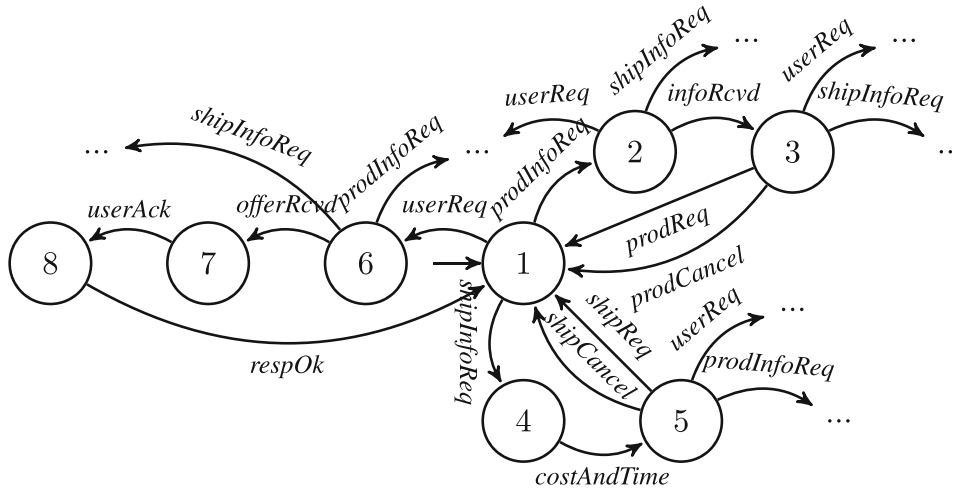 ...
...
userReq
shipInfoReq
shipInfoReq
userReq
infoRcvd
shipInfoReq
prodInfoReq
prodInfoReq
...
...
2
3
..
userAck
offerRcvd
userReq
prodReq
8
7
6
1
prodCancel
shipInfoReq
shipReq
userReq
...
respOk
shipCancel
prodInfoReq
4
5
...
costAndTime